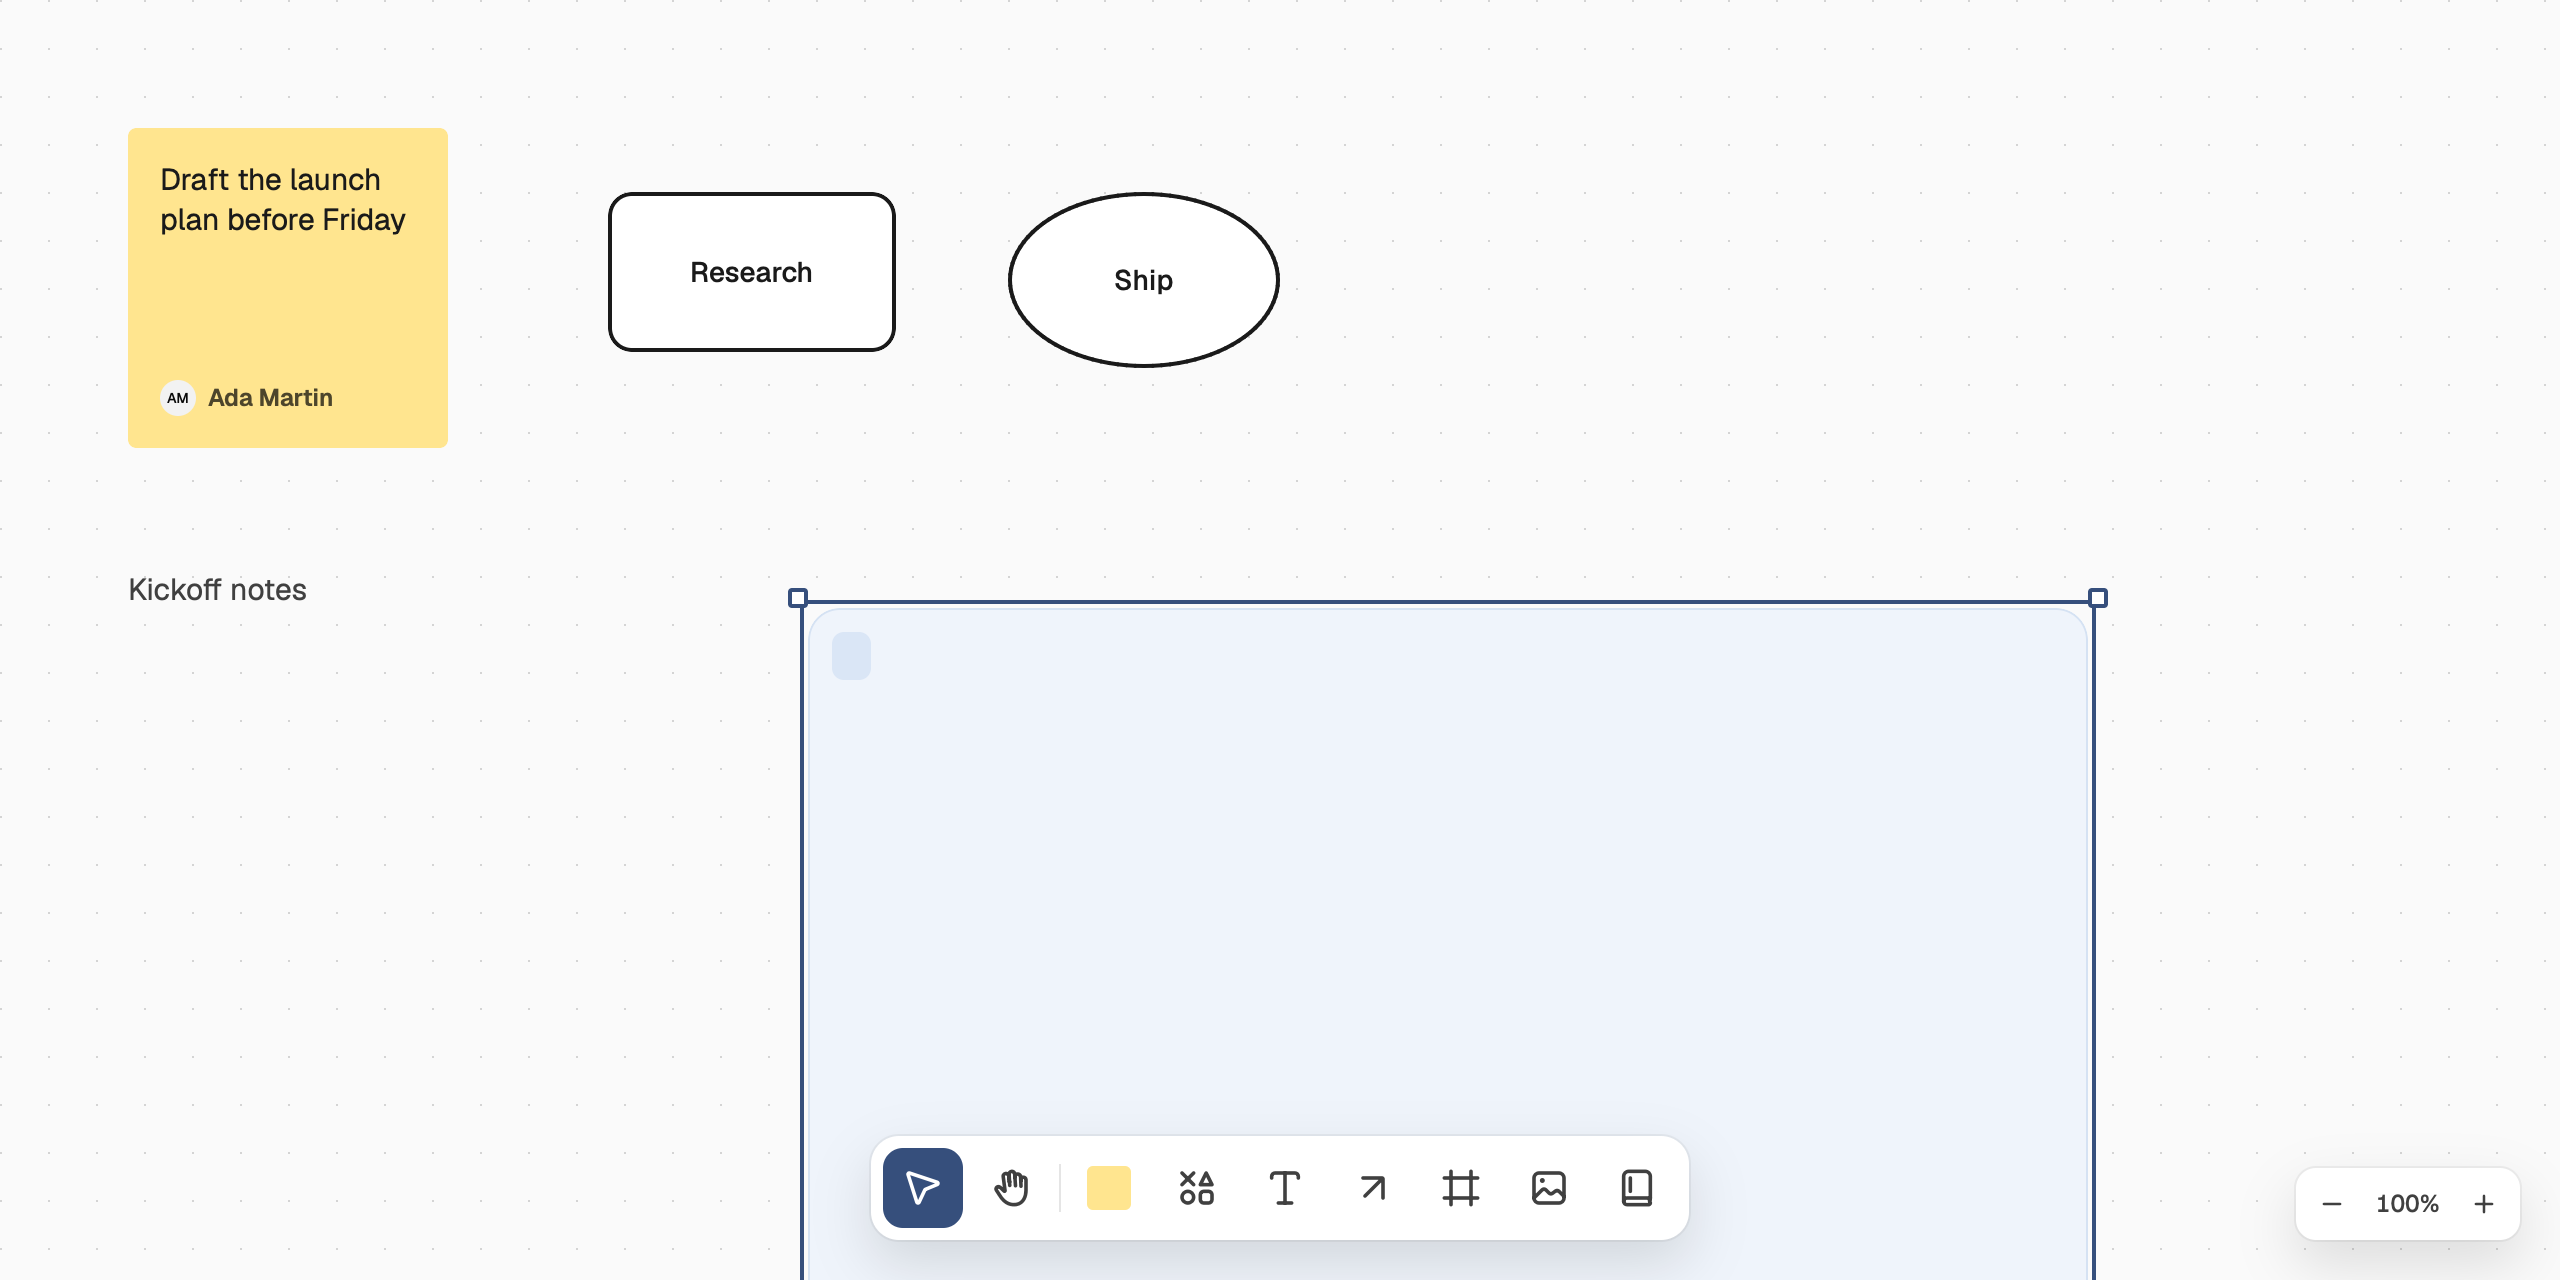 Draft the launch
plan before Friday
AM Ada Martin
Research
Ship
Kickoff notes
100%